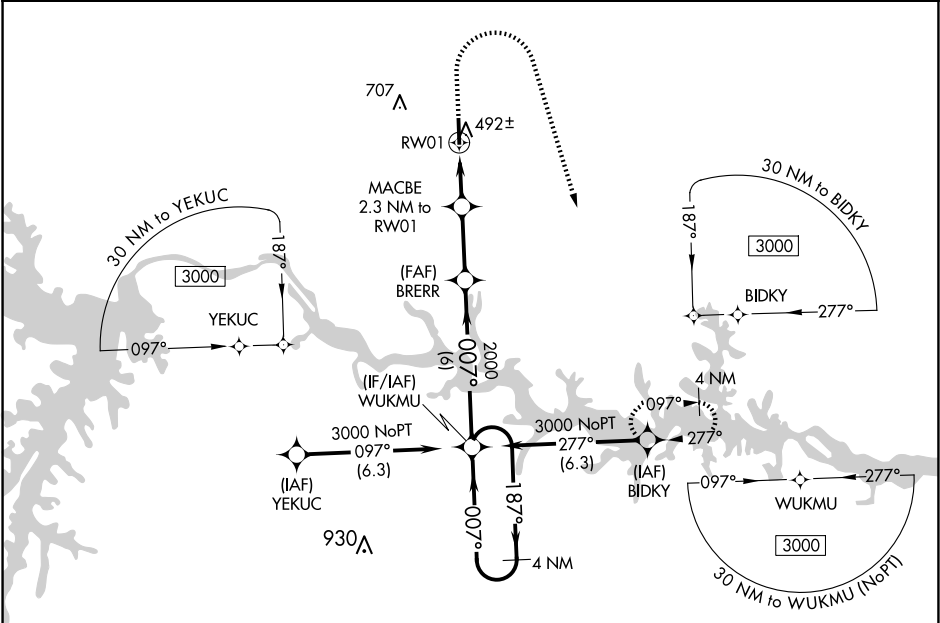 707
492±
RW01
MACBE
2.3 NM to
RW01
(FAF)
BRERR
30 NM to YEKUC
187°
3000
YEKUC
097°
30 NM to BIDKY
187°
3000
BIDKY
277°
2000
007°
(6)
(IF/IAF)
WUKMU
3000 NoPT
097°
(6.3)
(IAF)
YEKUC
3000 NoPT
277°
(6.3)
4 NM
097°
277°
(IAF)
BIDKY
007°
187°
4 NM
930
097°
277°
WUKMU
3000
30 NM to WUKMU (NoPT)